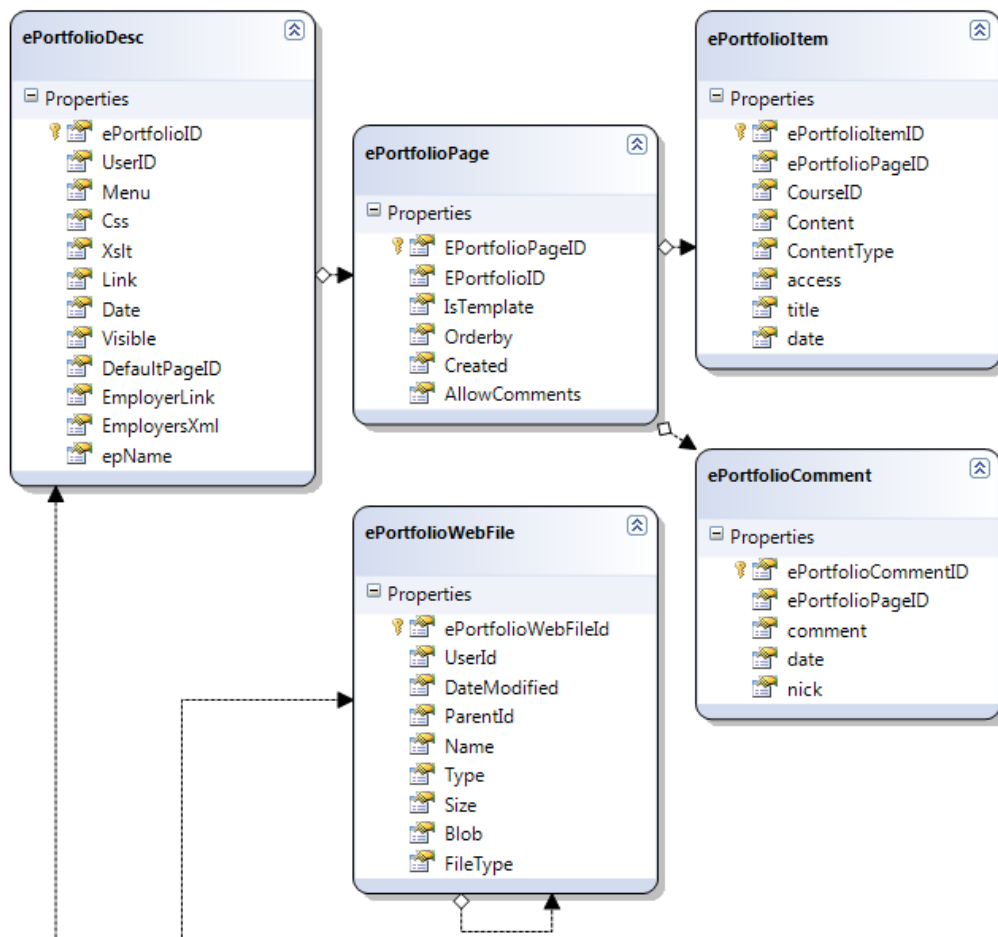 ePortfolioDesc
Properties
ePortfolioID
UserID
Menu
Css
Xslt
Link
Date
Visible
DefaultPageID
EmployerLink
EmployersXml
epName
ePortfolioPage
Properties
EPortfolioPageID
EPortfolioID
IsTemplate
Orderby
Created
AllowComments
ePortfolioItem
Properties
ePortfolioItemID
ePortfolioPageID
CourseID
Content
ContentType
access
title
date
ePortfolioWebFile
Properties
ePortfolioWebFileId
UserId
DateModified
ParentId
Name
Type
Size
Blob
FileType
ePortfolioComment
Properties
ePortfolioCommentID
ePortfolioPageID
comment
date
nick